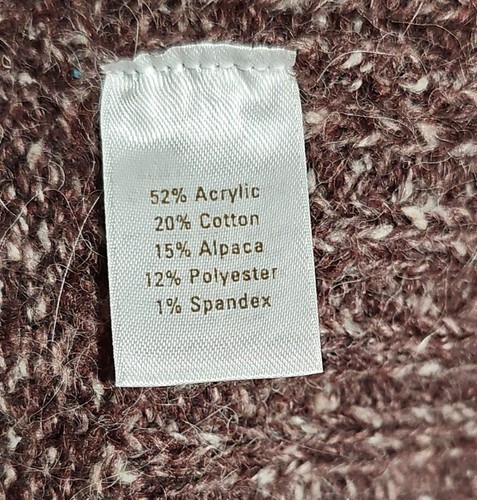 52% Acrylic
20% Cotton
15% Alpaca
12% Polyester
1% Spandex